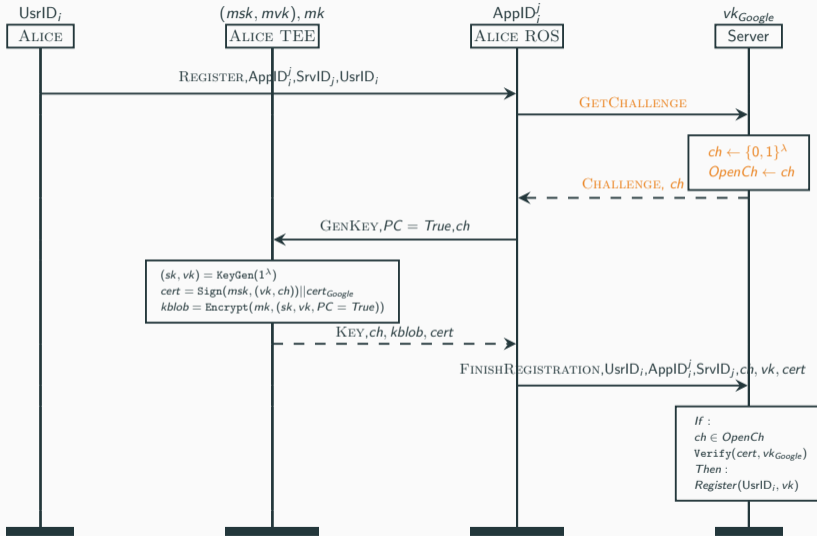 UsrID_i (msk, mvk), mk AppID_i^j vk_Google
ALICE ALICE TEE ALICE ROS Server
REGISTER,AppID_i^j,SrvID_j,UsrID_i
GETCHALLENGE
ch ← {0, 1}^λ
OpenCh ← ch
CHALLENGE, ch
GENKEY,PC = True,ch
(sk, vk) = KeyGen(1^λ)
cert = Sign(msk, (vk, ch))||cert_Google
kblob = Encrypt(mk, (sk, vk, PC = True))
KEY,ch, kblob, cert
FINISHREGISTRATION,UsrID_i,AppID_i^j,SrvID_j,ch, vk, cert
If :
ch ∈ OpenCh
Verify(cert, vk_Google)
Then :
Register(UsrID_i, vk)